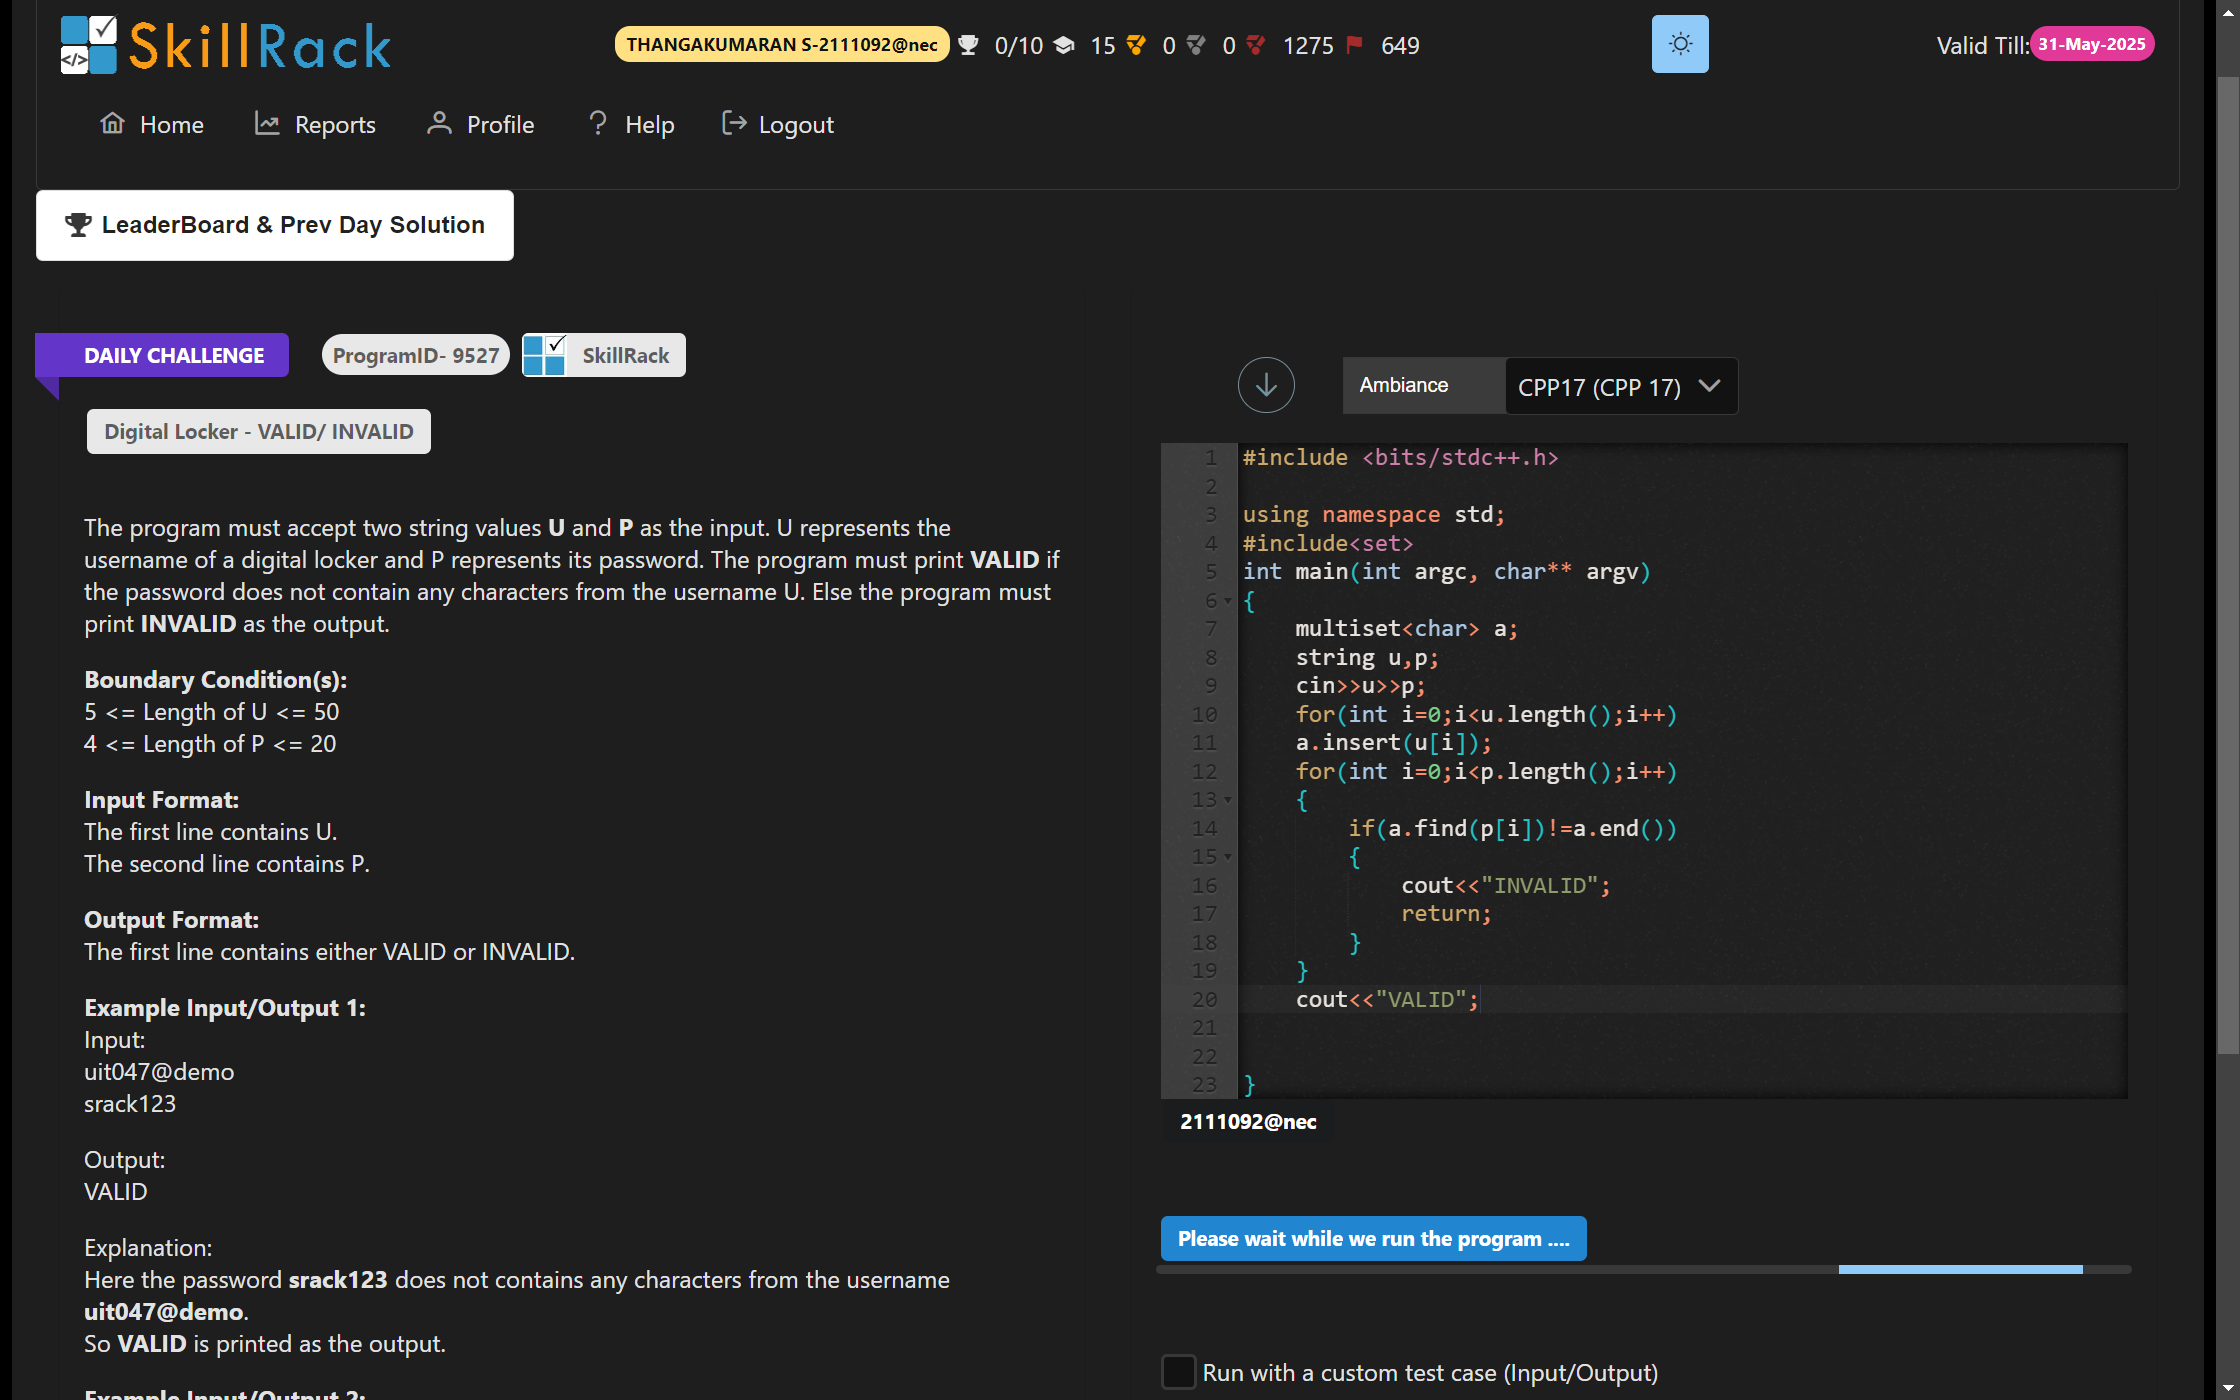 SkillRack
THANGAKUMARAN S-2111092@nec 0/10 15 0 0 1275 649
Valid Till: 31-May-2025
Home Reports Profile Help Logout
LeaderBoard & Prev Day Solution
DAILY CHALLENGE ProgramID- 9527 SkillRack
Digital Locker - VALID/ INVALID
The program must accept two string values U and P as the input. U represents the
username of a digital locker and P represents its password. The program must print VALID if
the password does not contain any characters from the username U. Else the program must
print INVALID as the output.
Boundary Condition(s):
5 <= Length of U <= 50
4 <= Length of P <= 20
Input Format:
The first line contains U.
The second line contains P.
Output Format:
The first line contains either VALID or INVALID.
Example Input/Output 1:
Input:
uit047@demo
srack123
Output:
VALID
Explanation:
Here the password srack123 does not contains any characters from the username
uit047@demo.
So VALID is printed as the output.
Example Input/Output 2:
Ambiance CPP17 (CPP 17)
1 #include <bits/stdc++.h>
2
3 using namespace std;
4 #include<set>
5 int main(int argc, char** argv)
6 {
7 multiset<char> a;
8 string u,p;
9 cin>>u>>p;
10 for(int i=0;i<u.length();i++)
11 a.insert(u[i]);
12 for(int i=0;i<p.length();i++)
13 {
14 if(a.find(p[i])!=a.end())
15 {
16 cout<<"INVALID";
17 return;
18 }
19 }
20 cout<<"VALID";
21
22
23 }
2111092@nec
Please wait while we run the program ....
Run with a custom test case (Input/Output)